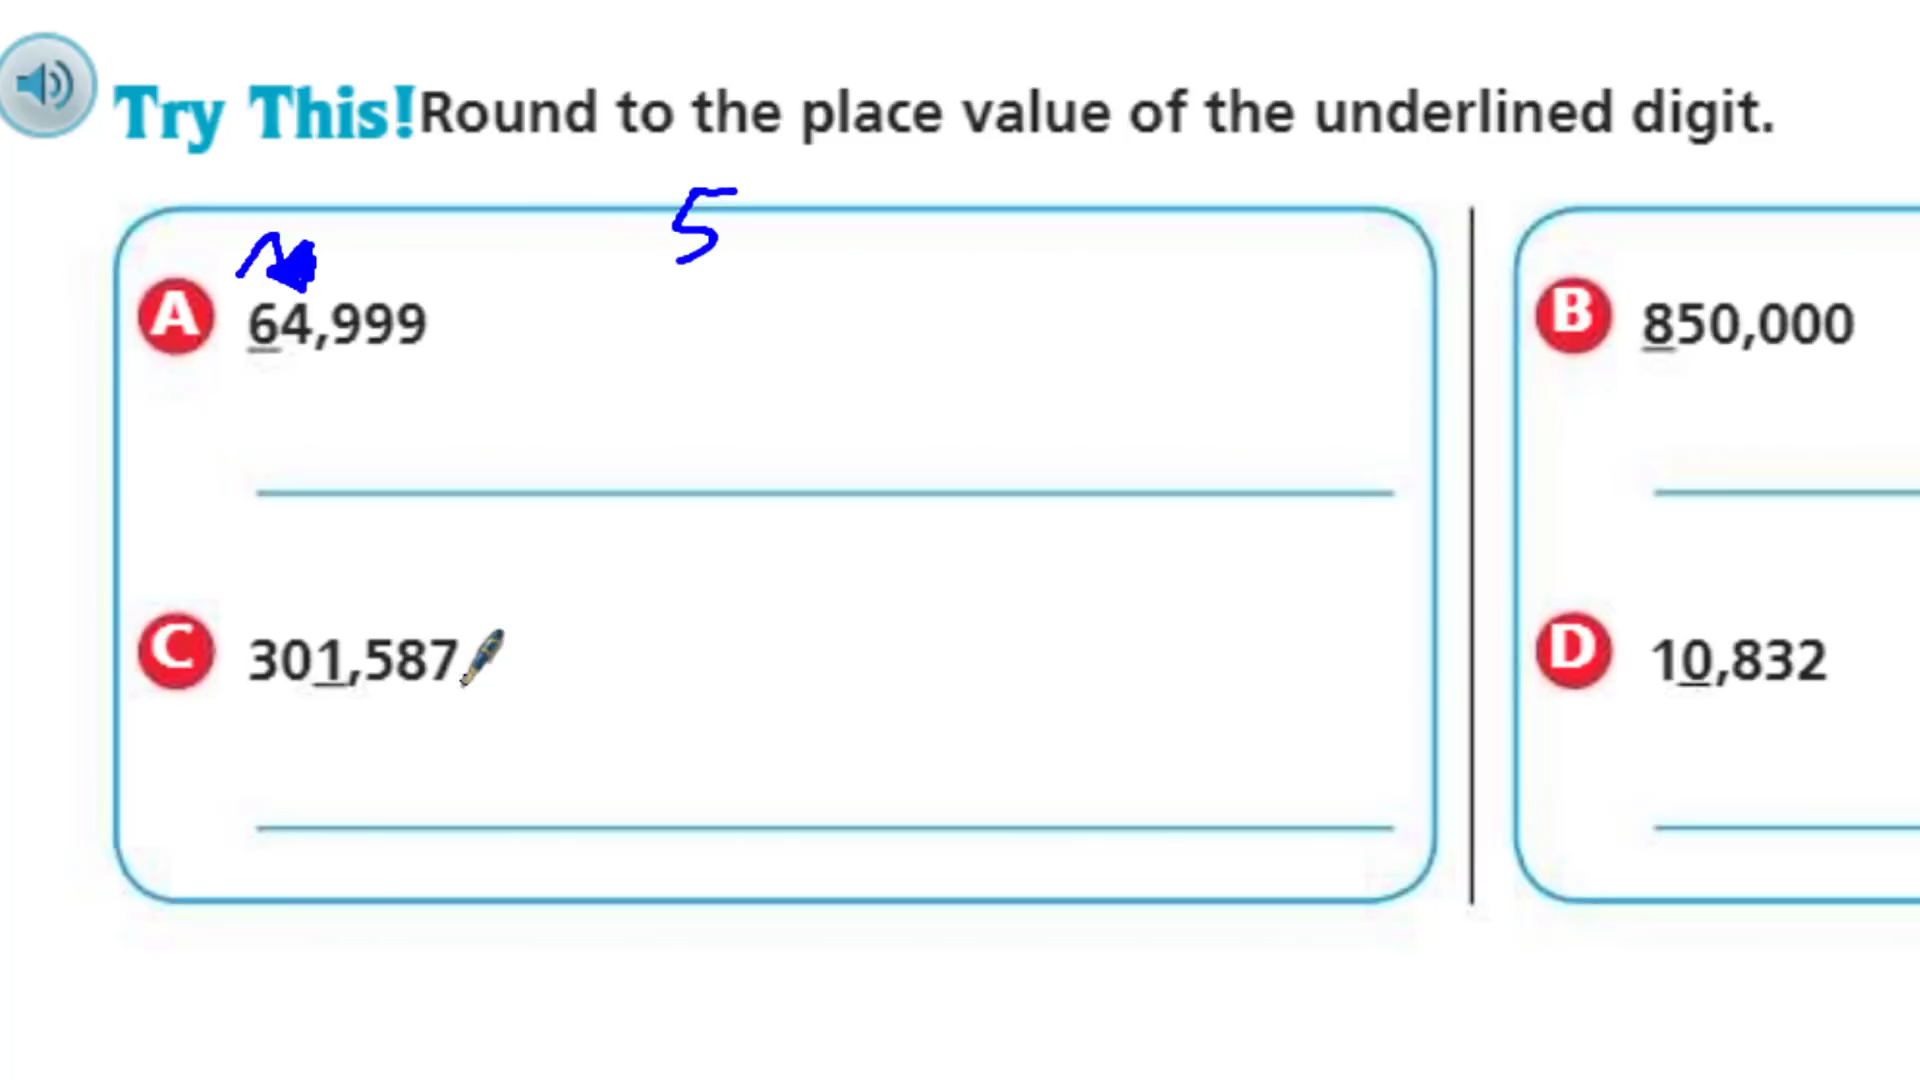 Try This! Round to the place value of the underlined digit.
5
A 64,999
B 850,000
C 301,587
D 10,832